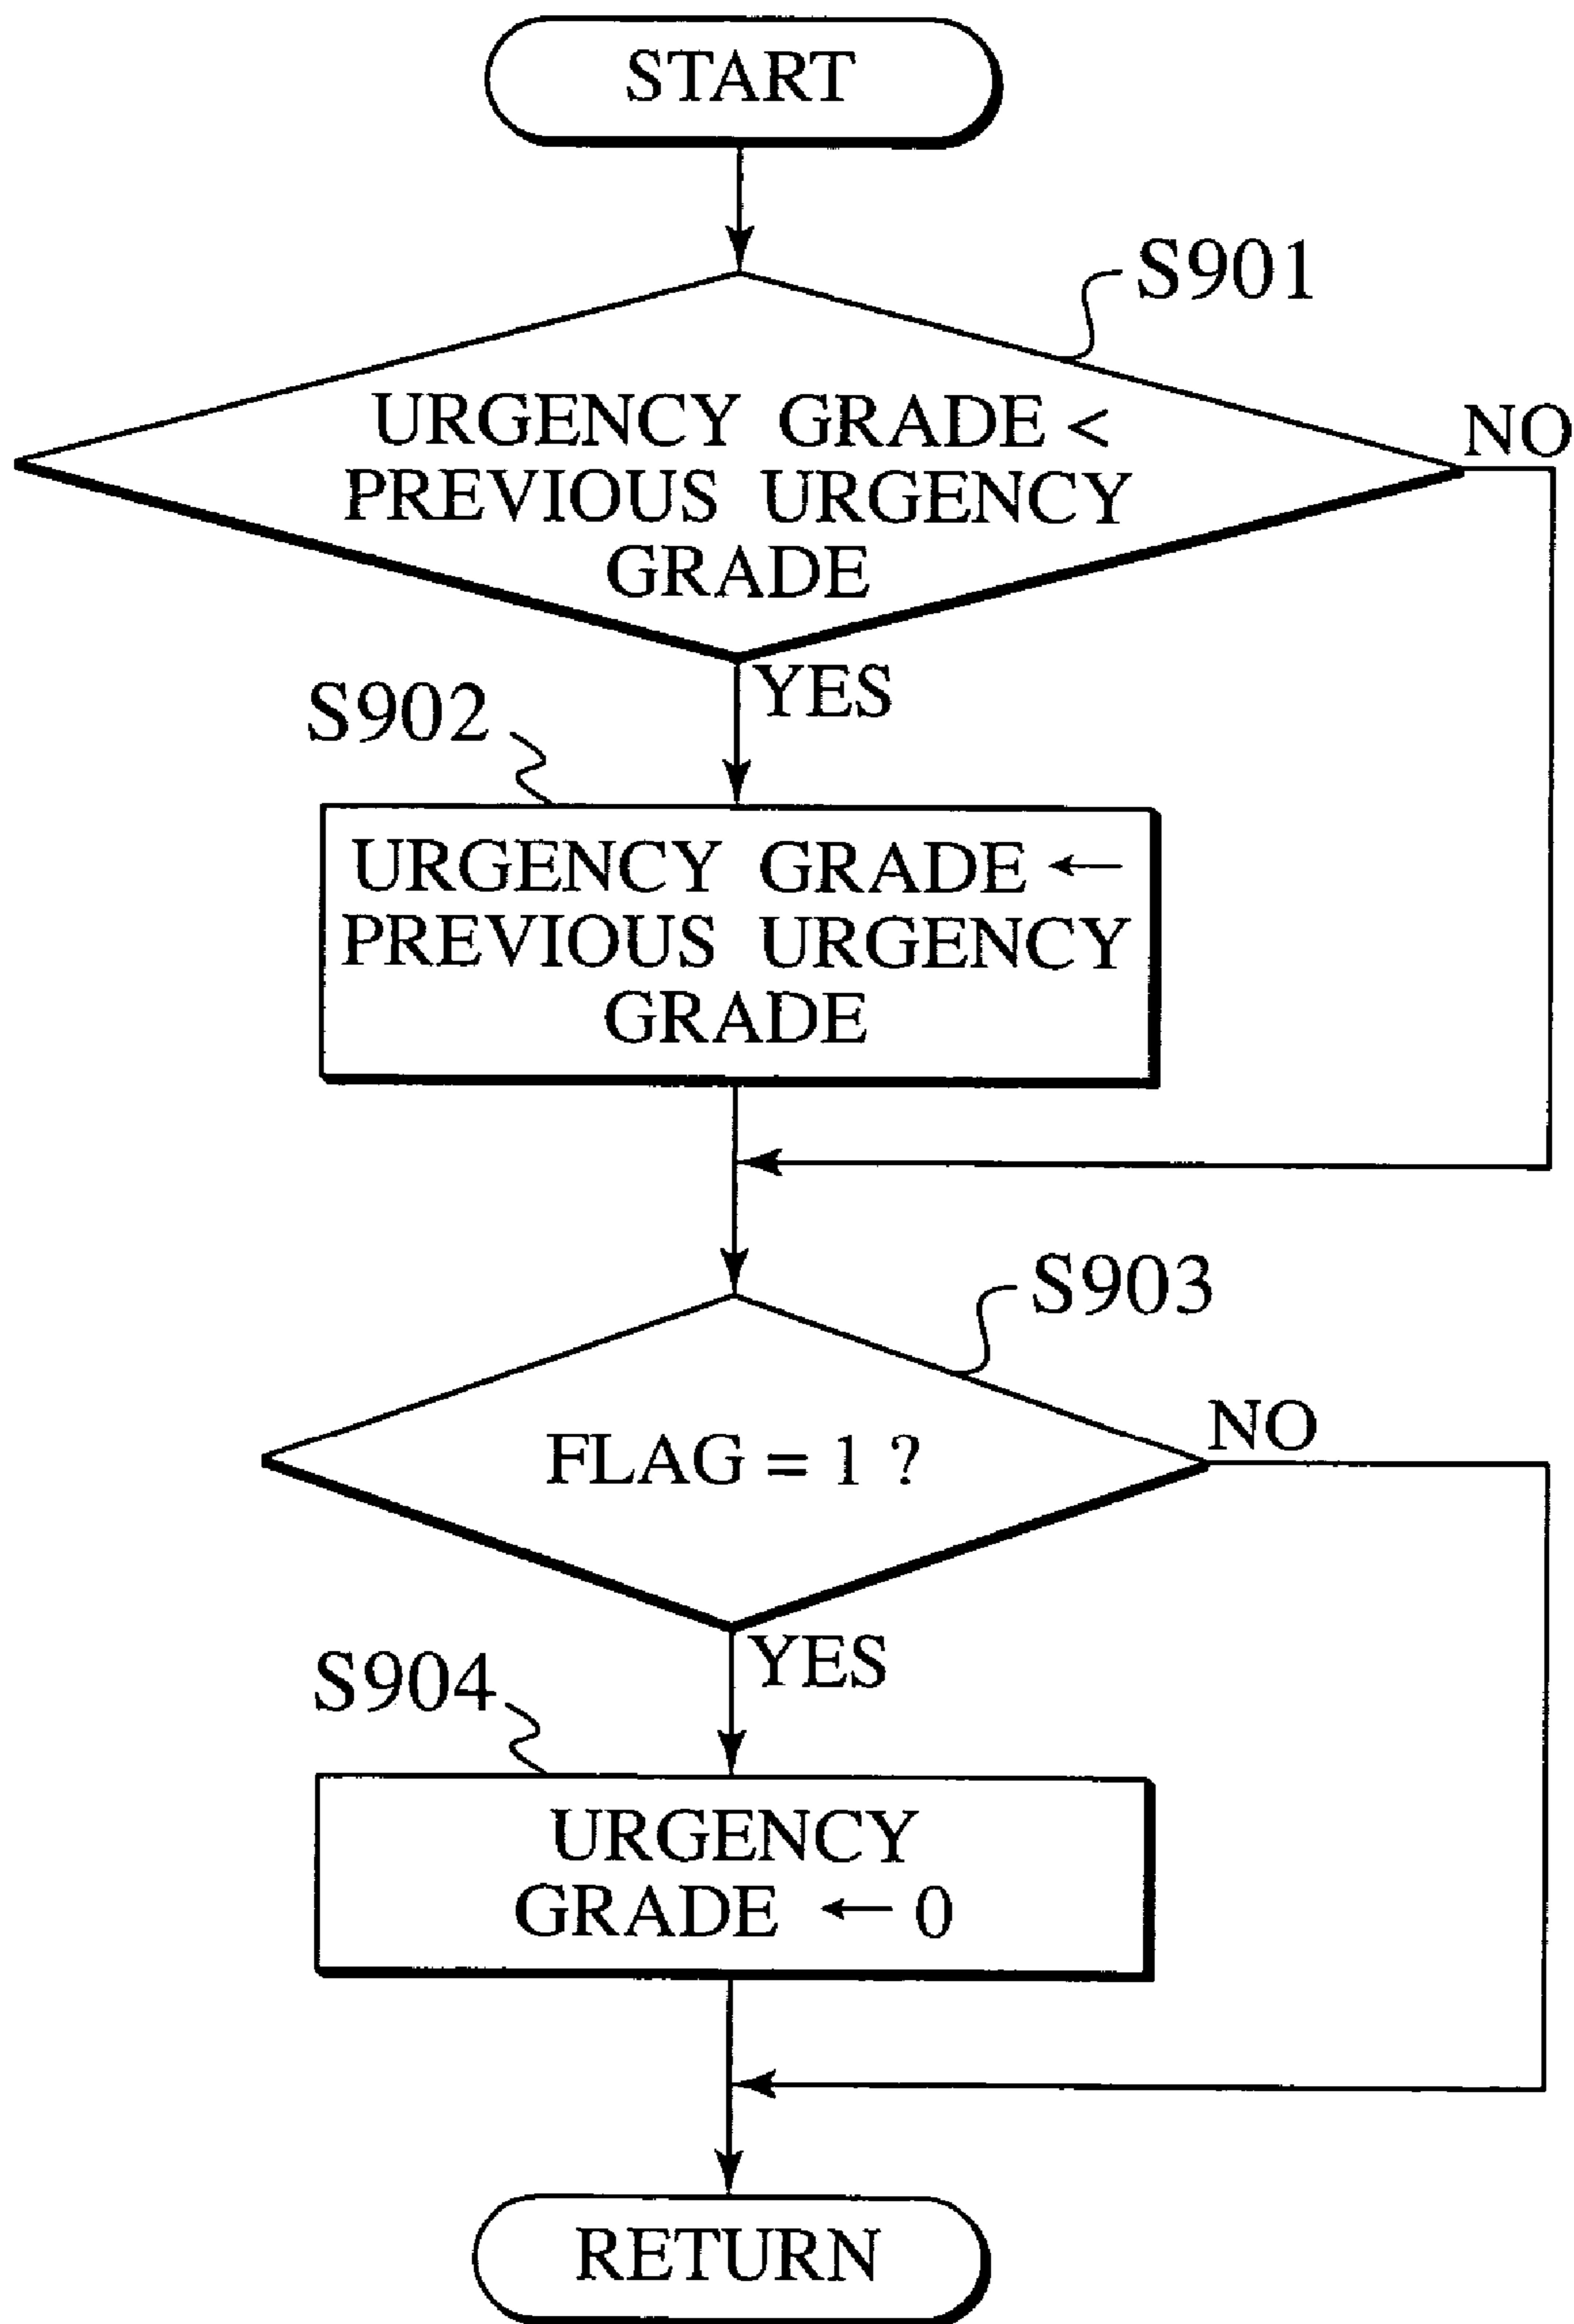 START
S901
URGENCY GRADE <
PREVIOUS URGENCY
GRADE
NO
YES
S902
URGENCY GRADE ←
PREVIOUS URGENCY
GRADE
S903
FLAG = 1 ?
NO
YES
S904
URGENCY
GRADE ← 0
RETURN